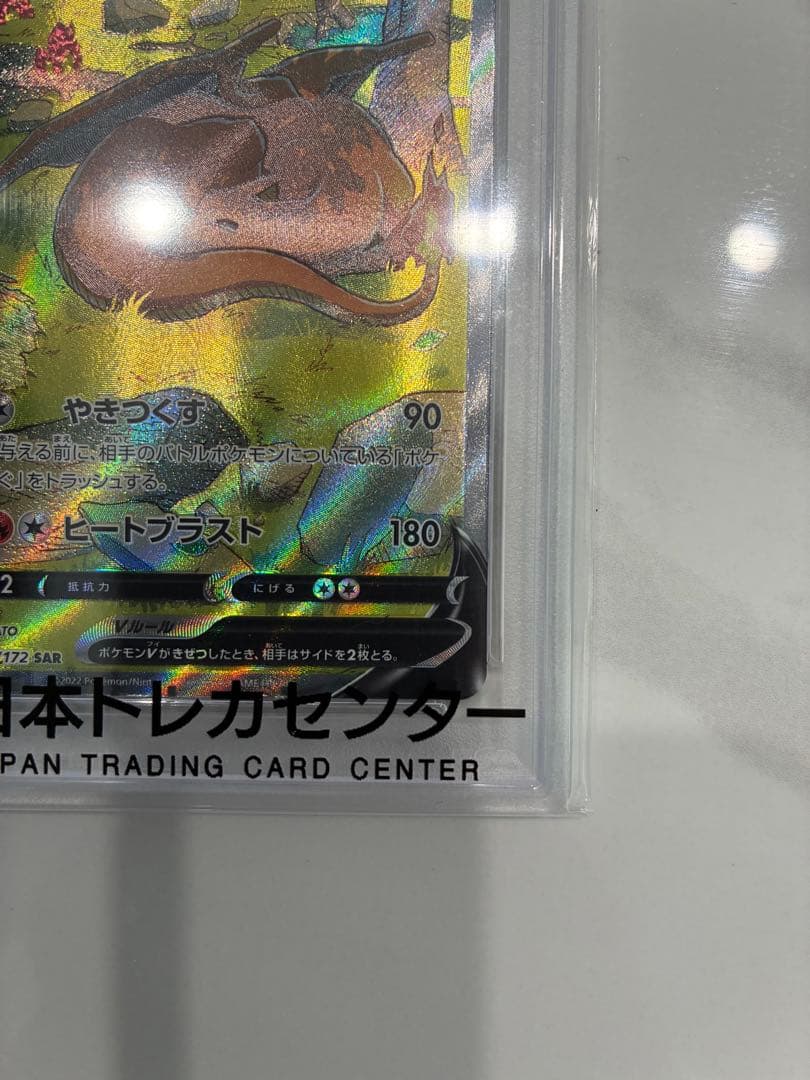 やきつくす 90
与える前に、相手のバトルポケモンについている「ポケ
ぐ」をトラッシュする。
ヒートブラスト 180
2 抵抗力 にげる
ATO Vルール
/172 SAR ポケモンVがきぜつしたとき、相手はサイドを2枚とる。
©2022 Pokémon/Nint
日本トレカセンター
PAN TRADING CARD CENTER